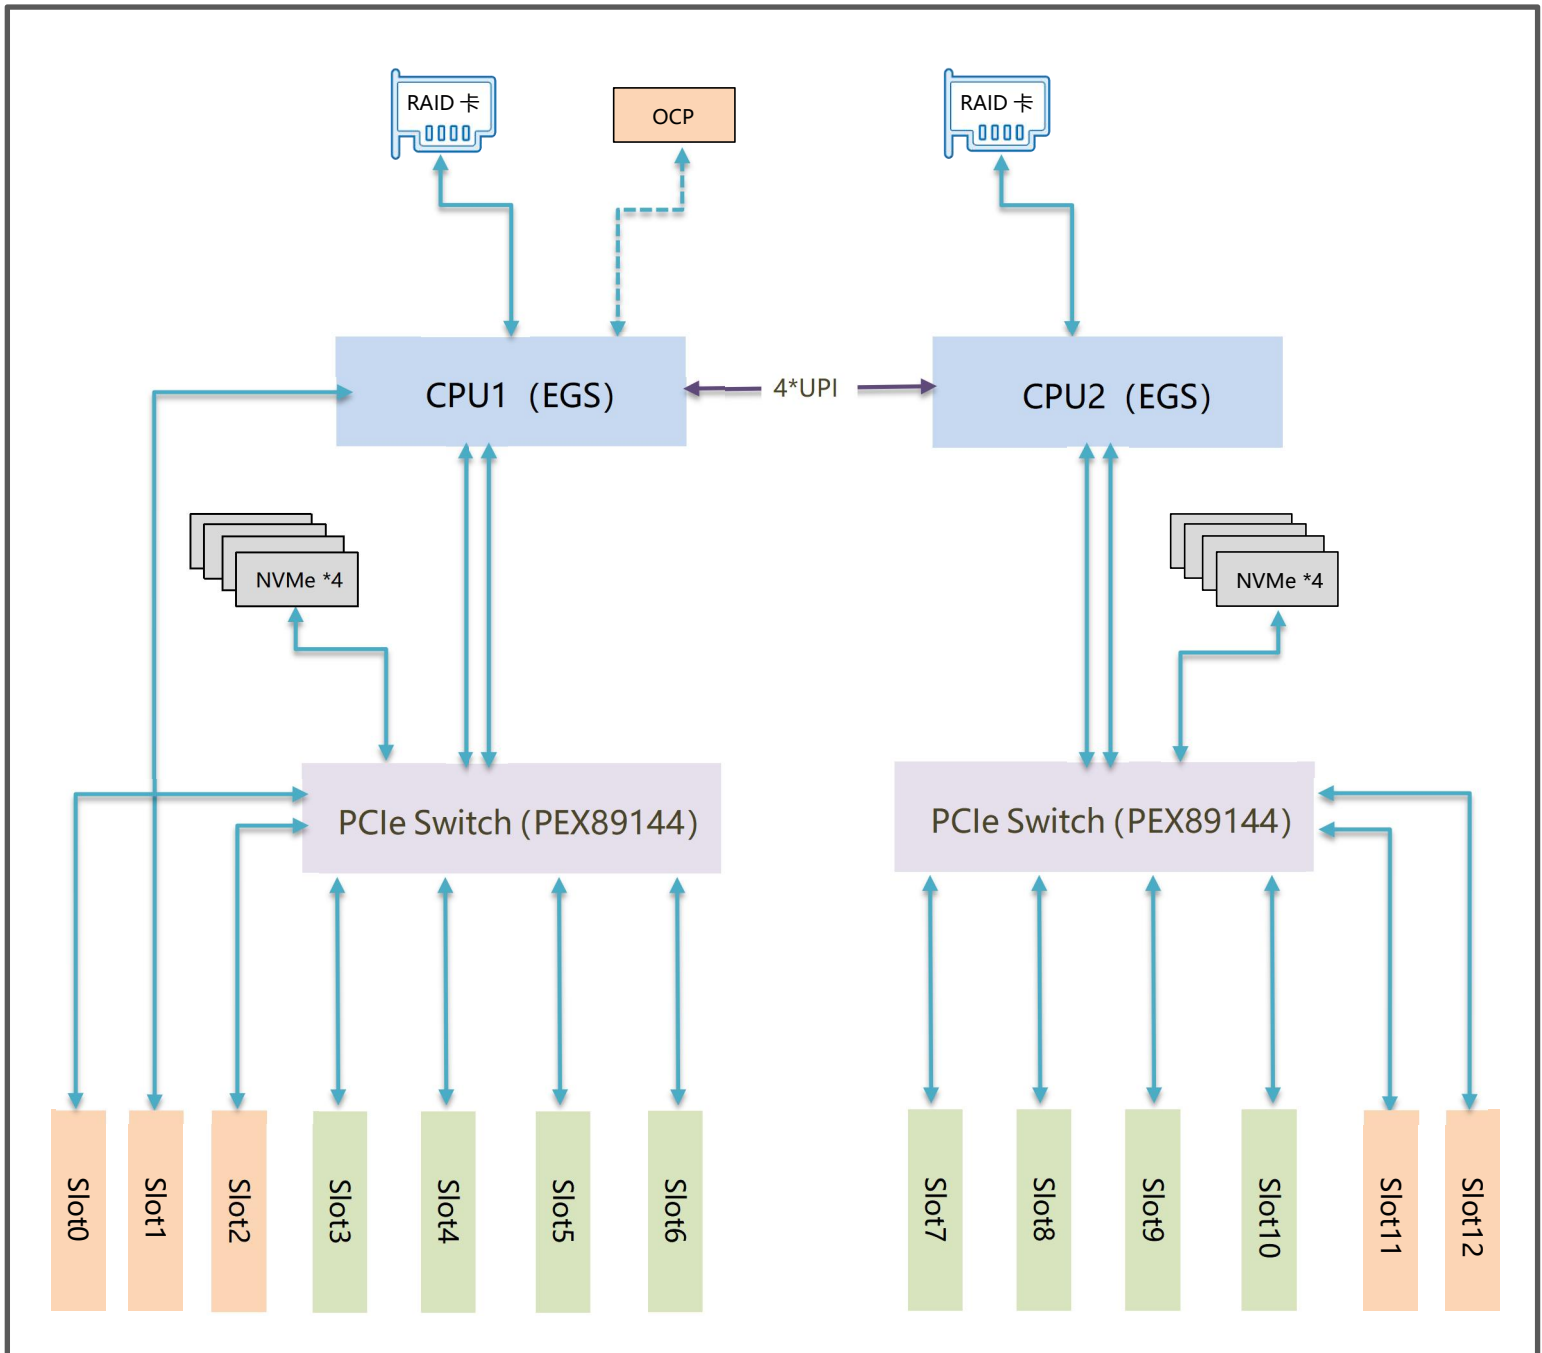 RAID 卡
OCP
RAID 卡
CPU1（EGS）
4*UPI
CPU2（EGS）
NVMe *4
NVMe *4
PCIe Switch（PEX89144）
PCIe Switch（PEX89144）
Slot0
Slot1
Slot2
Slot3
Slot4
Slot5
Slot6
Slot7
Slot8
Slot9
Slot10
Slot11
Slot12